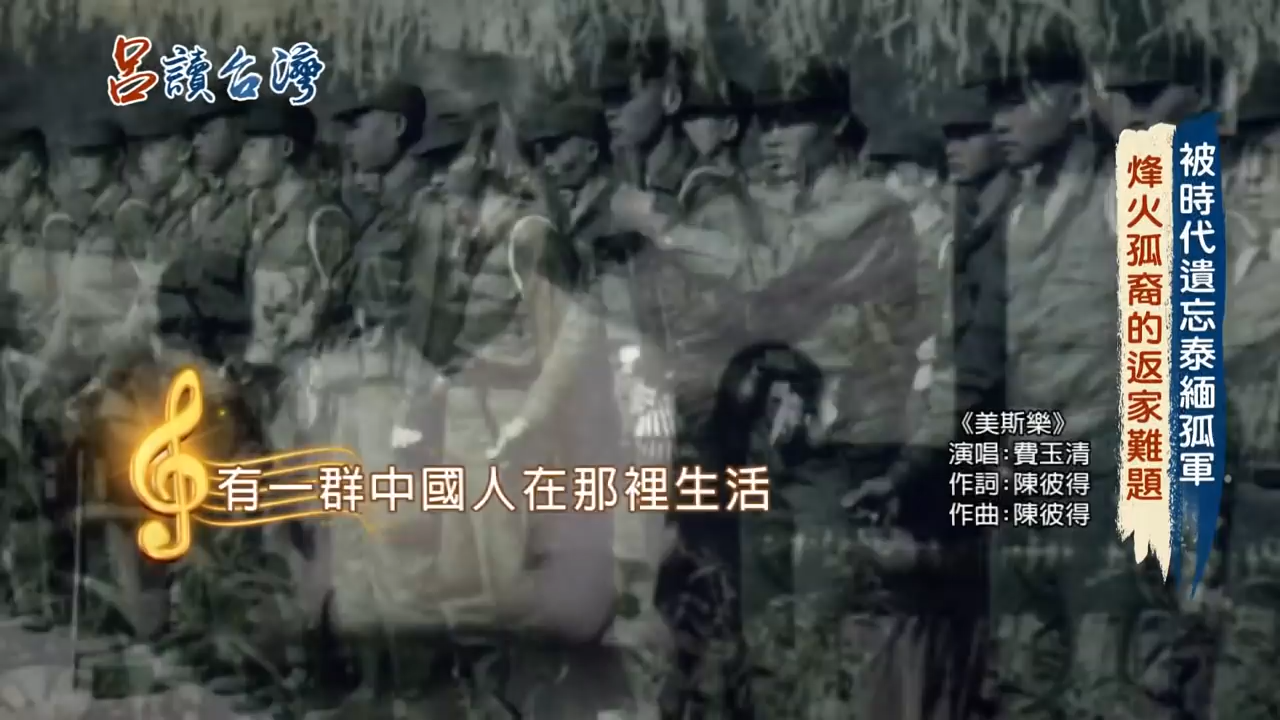 呂讀台灣
被時代遺忘泰緬孤軍
烽火孤裔的返家難題
《美斯樂》
演唱:費玉清
作詞:陳彼得
作曲:陳彼得
有一群中國人在那裡生活